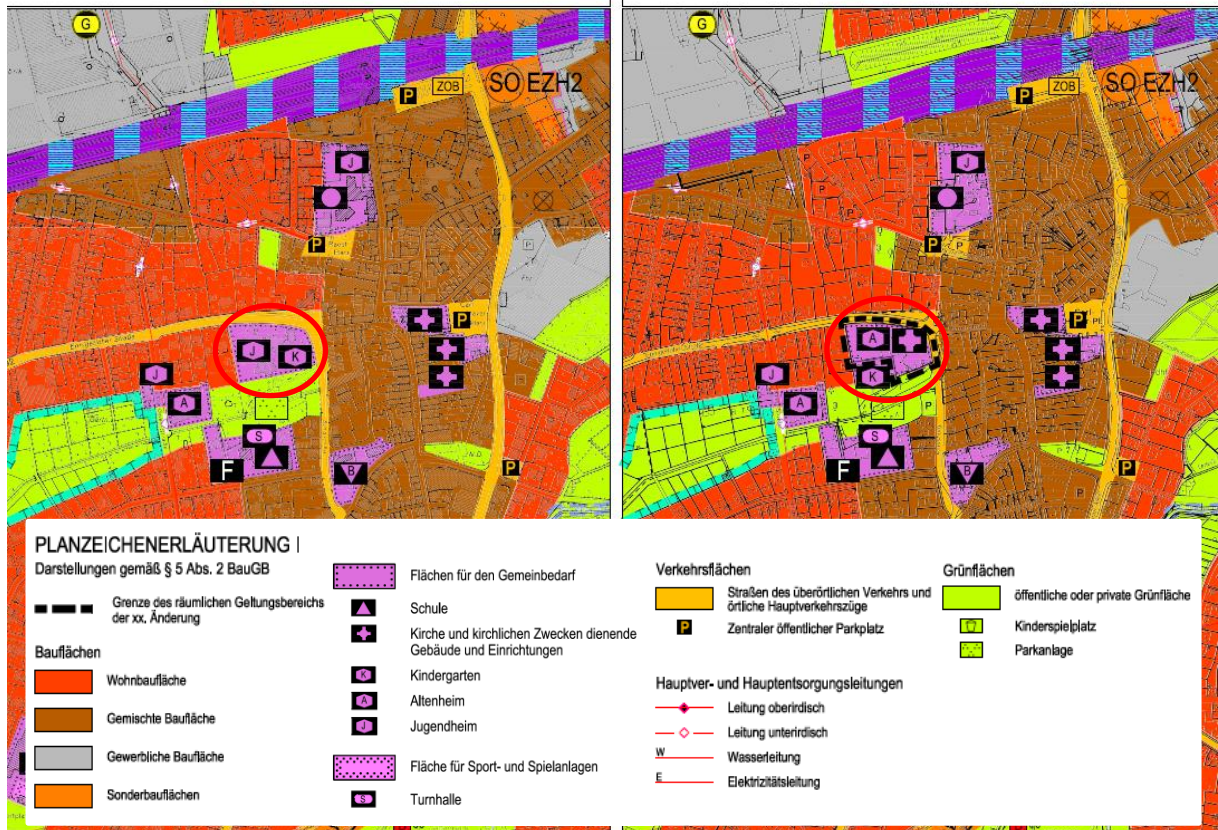 G
P
ZOB
SO EZH2
J
P
P
J
K
P
J
A
S
F
B
P
G
P
ZOB
SO EZH2
J
P
P
P
P
A
K
P
J
A
P
S
F
B
P
PLANZEICHENERLÄUTERUNG I
Darstellungen gemäß § 5 Abs. 2 BauGB
Grenze des räumlichen Geltungsbereichs
der xx. Änderung
Bauflächen
Wohnbaufläche
Gemischte Baufläche
Gewerbliche Baufläche
Sonderbauflächen
Flächen für den Gemeinbedarf
Schule
Kirche und kirchlichen Zwecken dienende
Gebäude und Einrichtungen
K Kindergarten
A Altenheim
J Jugendheim
Fläche für Sport- und Spielanlagen
S Turnhalle
Verkehrsflächen
Straßen des überörtlichen Verkehrs und
örtliche Hauptverkehrszüge
P Zentraler öffentlicher Parkplatz
Hauptver- und Hauptentsorgungsleitungen
Leitung oberirdisch
Leitung unterirdisch
W Wasserleitung
E Elektrizitätsleitung
Grünflächen
öffentliche oder private Grünfläche
Kinderspielplatz
Parkanlage